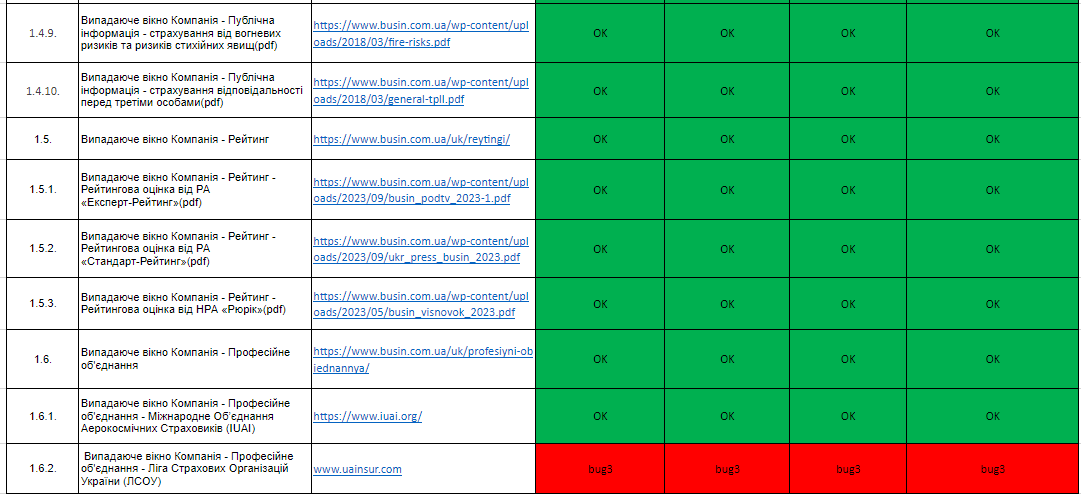 1.4.9.
Випадаюче вікно Компанія - Публічна
інформація - страхування від вогневих
ризиків та ризиків стихійних явищ(pdf)
https://www.busin.com.ua/wp-content/upl
oads/2018/03/fire-risks.pdf
OK
OK
OK
OK
1.4.10.
Випадаюче вікно Компанія - Публічна
інформація - страхування відповідальності
перед третіми особами(pdf)
https://www.busin.com.ua/wp-content/upl
oads/2018/03/general-tpll.pdf
OK
OK
OK
OK
1.5.
Випадаюче вікно Компанія - Рейтинг
https://www.busin.com.ua/uk/reytingi/
OK
OK
OK
OK
1.5.1.
Випадаюче вікно Компанія - Рейтинг -
Рейтингова оцінка від РА
«Експерт-Рейтинг»(pdf)
https://www.busin.com.ua/wp-content/upl
oads/2023/09/busin_podtv_2023-1.pdf
OK
OK
OK
OK
1.5.2.
Випадаюче вікно Компанія - Рейтинг -
Рейтингова оцінка від РА
«Стандарт-Рейтинг»(pdf)
https://www.busin.com.ua/wp-content/upl
oads/2023/09/ukr_press_busin_2023.pdf
OK
OK
OK
OK
1.5.3.
Випадаюче вікно Компанія - Рейтинг -
Рейтингова оцінка від НРА «Рюрік»(pdf)
https://www.busin.com.ua/wp-content/upl
oads/2023/05/busin_visnovok_2023.pdf
OK
OK
OK
OK
1.6.
Випадаюче вікно Компанія - Професійне
об'єднання
https://www.busin.com.ua/uk/profesiyni-ob
iednannya/
OK
OK
OK
OK
1.6.1.
Випадаюче вікно Компанія - Професійне
об'єднання - Міжнародне Об'єднання
Аерокосмічних Страховиків (IUAI)
https://www.iuai.org/
OK
OK
OK
OK
1.6.2.
Випадаюче вікно Компанія - Професійне
об'єднання - Ліга Страхових Організацій
України (ЛСОУ)
www.uainsur.com
bug3
bug3
bug3
bug3